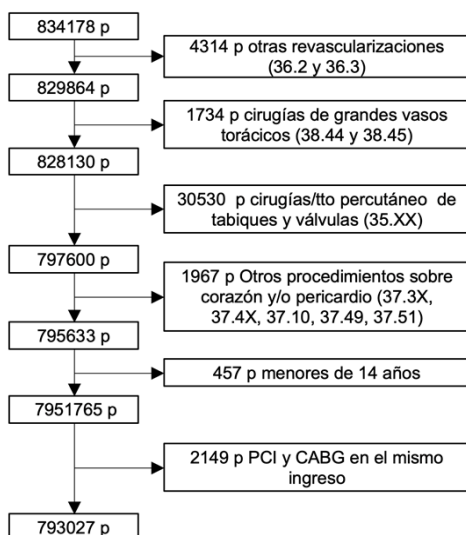 834178 p
4314 p otras revascularizaciones
(36.2 y 36.3)
829864 p
1734 p cirugías de grandes vasos
torácicos (38.44 y 38.45)
828130 p
30530 p cirugías/tto percutáneo de
tabiques y válvulas (35.XX)
797600 p
1967 p Otros procedimientos sobre
corazón y/o pericardio (37.3X,
37.4X, 37.10, 37.49, 37.51)
795633 p
457 p menores de 14 años
7951765 p
2149 p PCI y CABG en el mismo
ingreso
793027 p